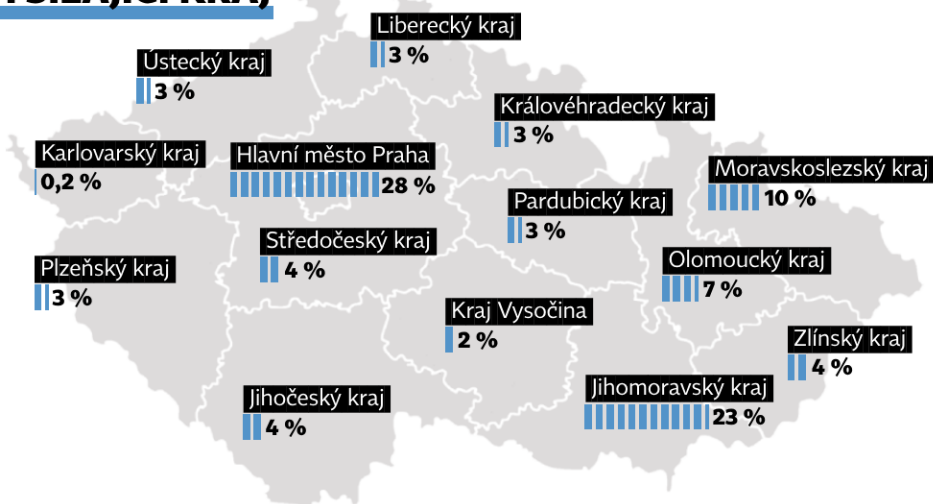 Liberecký kraj
3 %
Ústecký kraj
3 %
Královéhradecký kraj
3 %
Karlovarský kraj
0,2 %
Hlavní město Praha
28 %
Moravskoslezský kraj
10 %
Pardubický kraj
3 %
Středočeský kraj
4 %
Olomoucký kraj
7 %
Plzeňský kraj
3 %
Kraj Vysočina
2 %
Zlínský kraj
4 %
Jihomoravský kraj
23 %
Jihočeský kraj
4 %